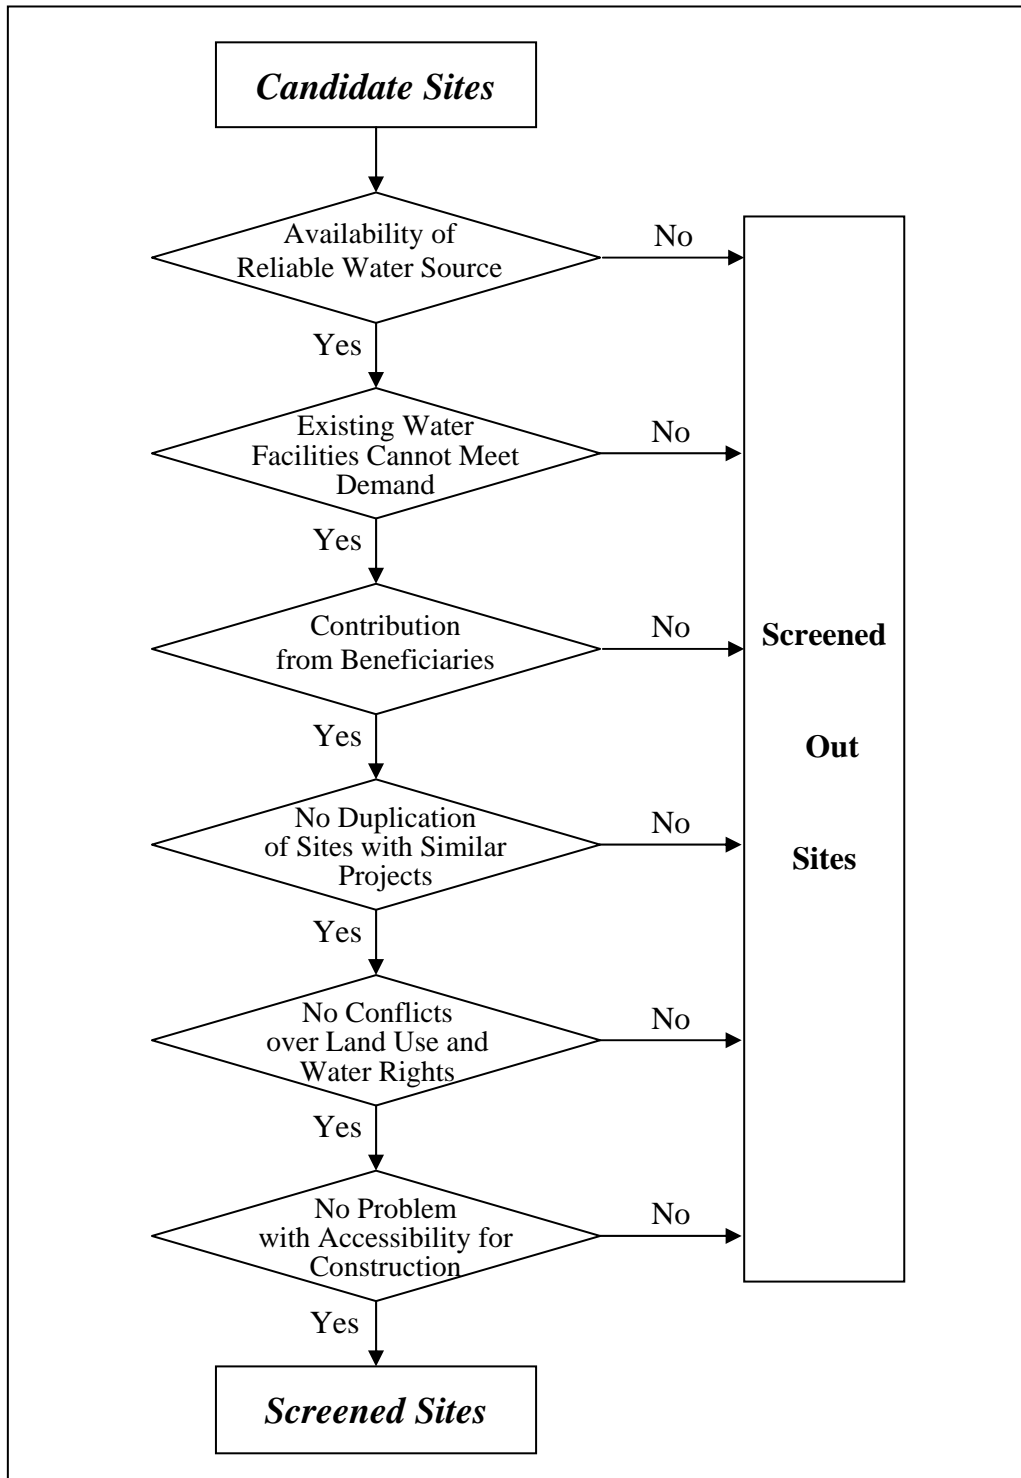 Candidate Sites
Availability of
Reliable Water Source
No
Yes
Existing Water
Facilities Cannot Meet
Demand
No
Yes
Contribution
from Beneficiaries
No
Yes
No Duplication
of Sites with Similar
Projects
No
Yes
No Conflicts
over Land Use and
Water Rights
No
Yes
No Problem
with Accessibility for
Construction
No
Yes
Screened Sites
Screened
Out
Sites